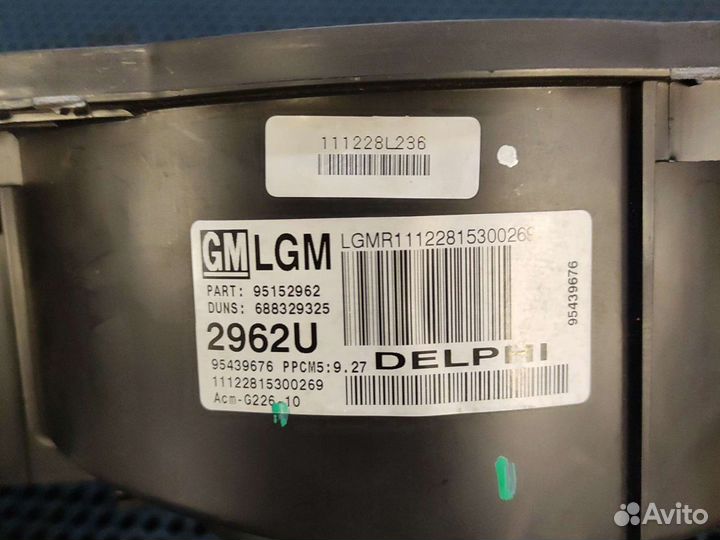 111228L236
GM LGM
LGMR11122815300269
PART: 95152962
DUNS: 688329325
2962U
95439676 PPCM5:9.27
DELPHI
11122815300269
Acm-G226-10
95439676
Avito